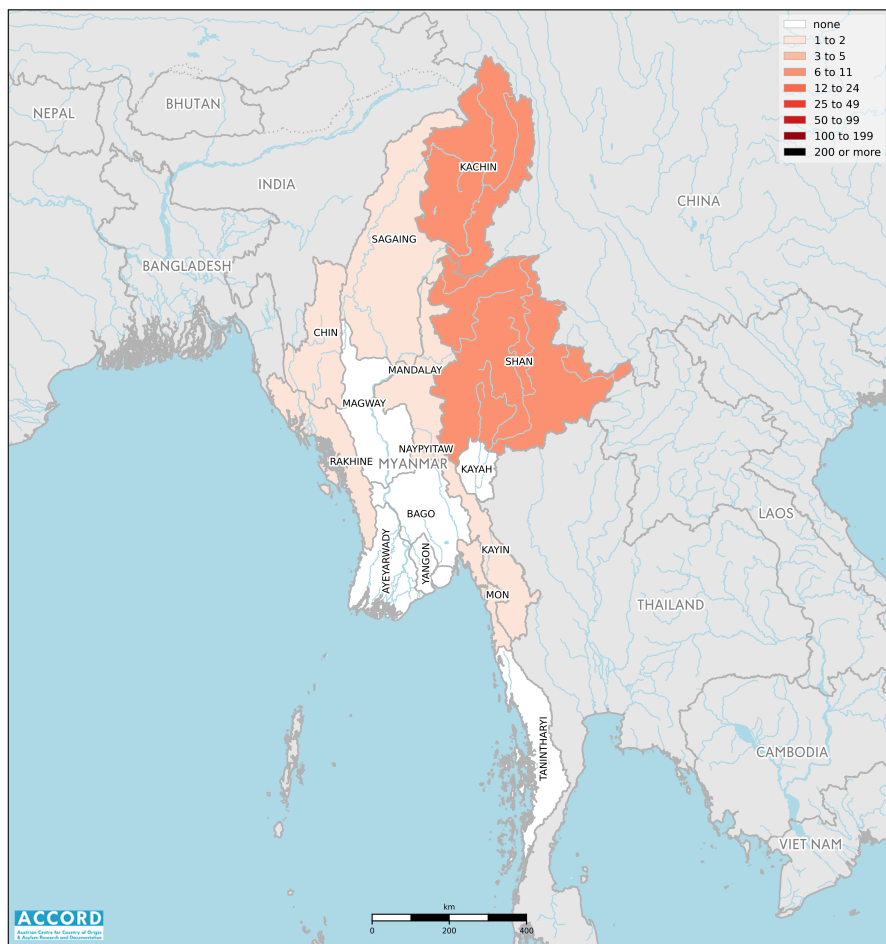 none
1 to 2
3 to 5
6 to 11
12 to 24
25 to 49
50 to 99
100 to 199
200 or more
NEPAL
BHUTAN
INDIA
CHINA
BANGLADESH
KACHIN
SAGAING
CHIN
MANDALAY
SHAN
MAGWAY
NAYPYITAW
RAKHINE
MYANMAR
KAYAH
BAGO
LAOS
AYEYARWADY
YANGON
KAYIN
MON
THAILAND
TANINTHARYI
CAMBODIA
VIET NAM
ACCORD
Austrian Centre for Country of Origin
& Asylum Research and Documentation
km
0 200 400